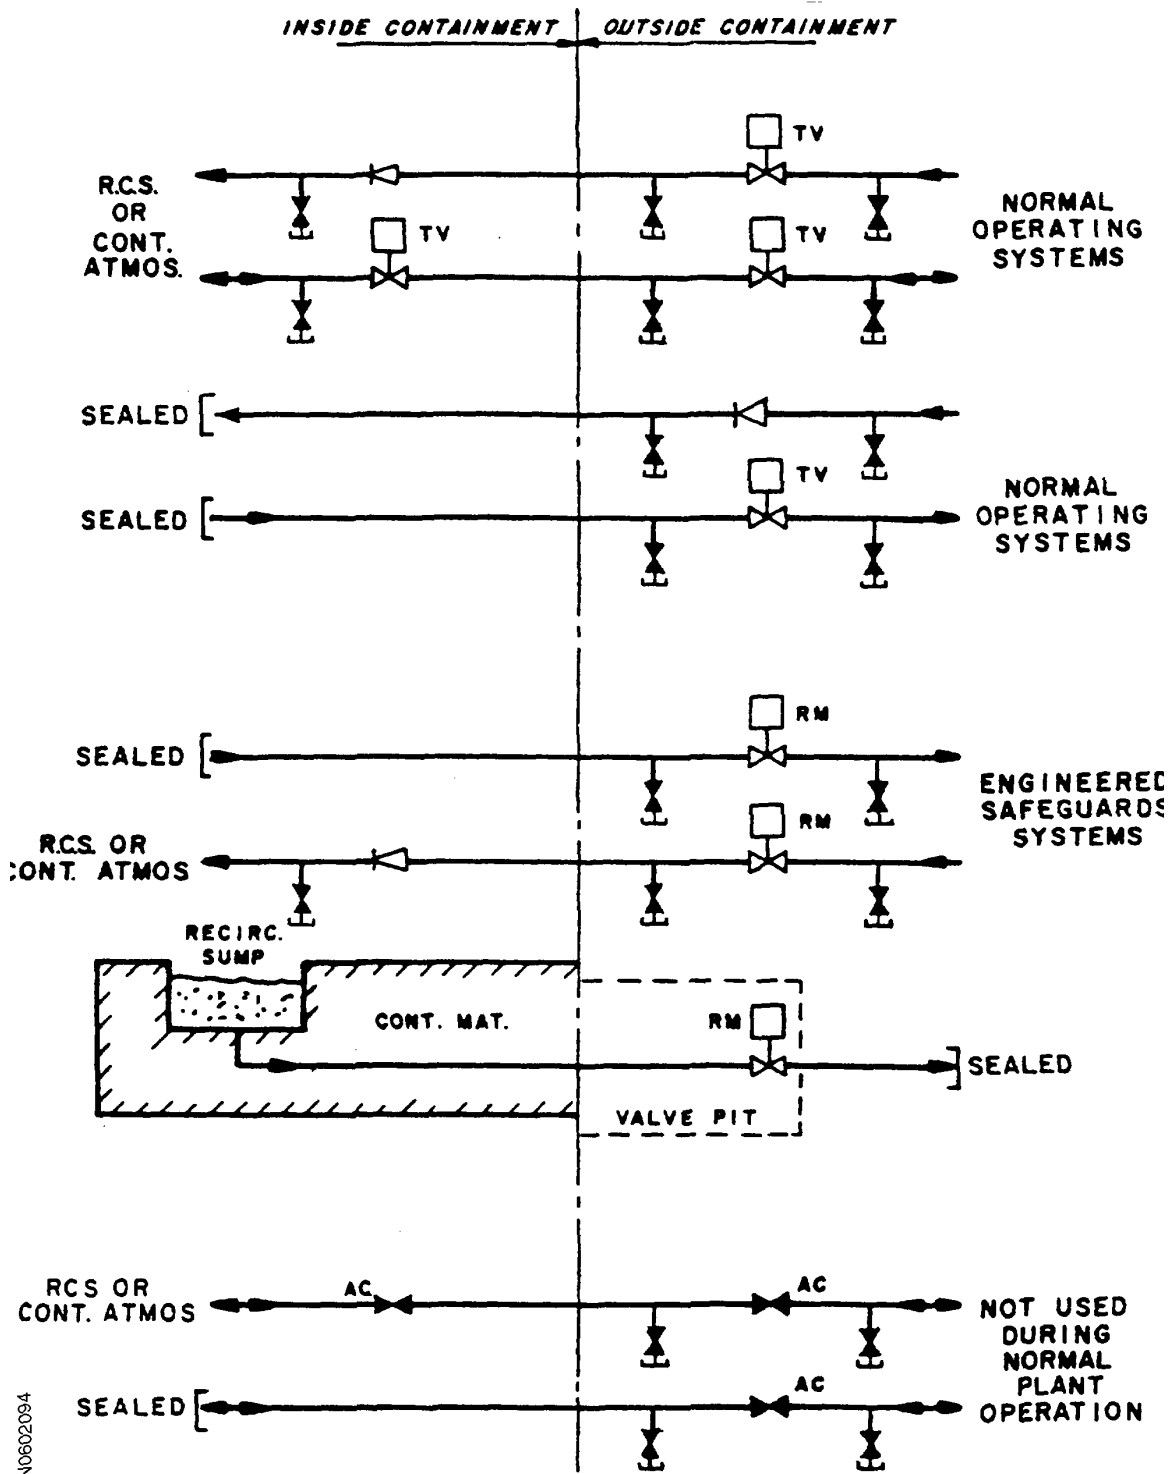 INSIDE CONTAINMENT OUTSIDE CONTAINMENT
TV
R.C.S.
OR
CONT.
ATMOS.
TV
TV
NORMAL
OPERATING
SYSTEMS
SEALED
SEALED
TV
NORMAL
OPERATING
SYSTEMS
SEALED
RM
R.C.S. OR
CONT. ATMOS
RM
ENGINEERED
SAFEGUARDS
SYSTEMS
RECIRC.
SUMP
CONT. MAT.
RM
SEALED
VALVE PIT
RCS OR
CONT. ATMOS
AC
AC
NOT USED
DURING
NORMAL
PLANT
OPERATION
SEALED
AC
N0602094